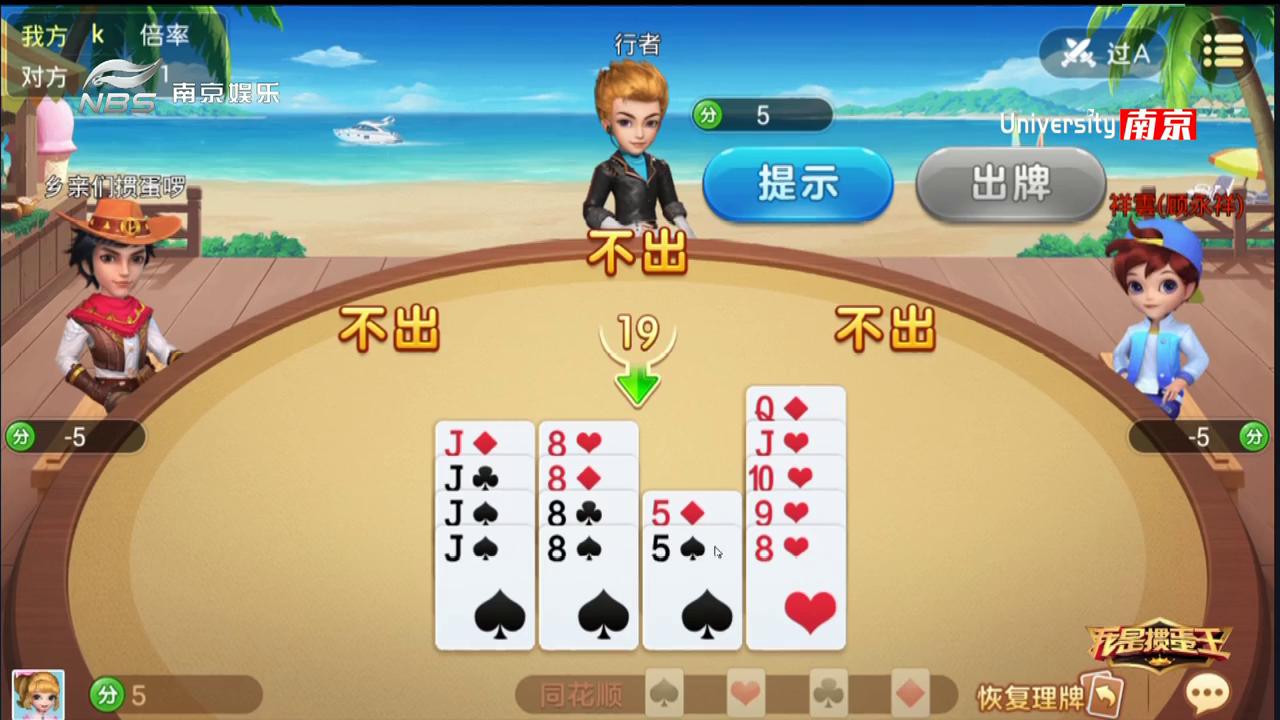 我方 k 倍率
对方 1
NBS 南京娱乐
行者
过A
分 5
University 南京
提示
出牌
乡亲们掼蛋啰
祥雲(顾永祥)
不出
不出
19
不出
分 -5
-5 分
J J J J
8 8 8 8
5 5
Q J 10 9 8
我是掼蛋王
分 5
同花顺
恢复理牌